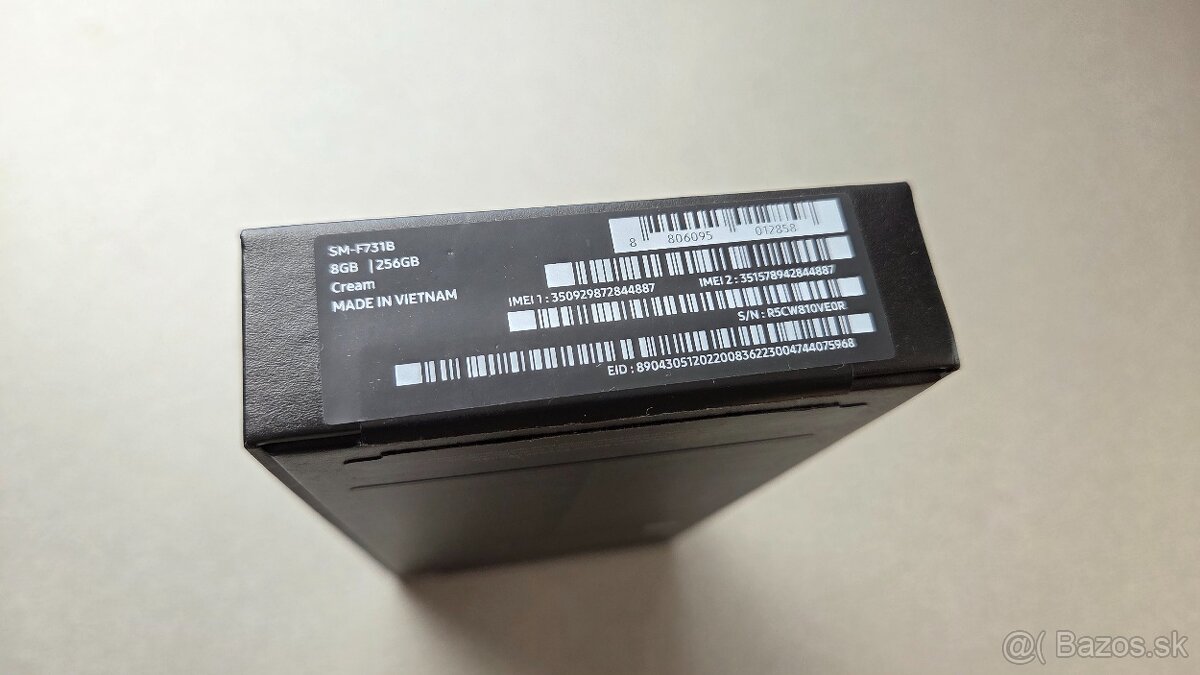 SM-F731B
8GB | 256GB
Cream
MADE IN VIETNAM
8 806095 012858
IMEI 1 : 350929872844887
IMEI 2 : 351578942844887
S/N : R5CW810VE0R
EID : 89043051202200836223004744075968
@( Bazos.sk